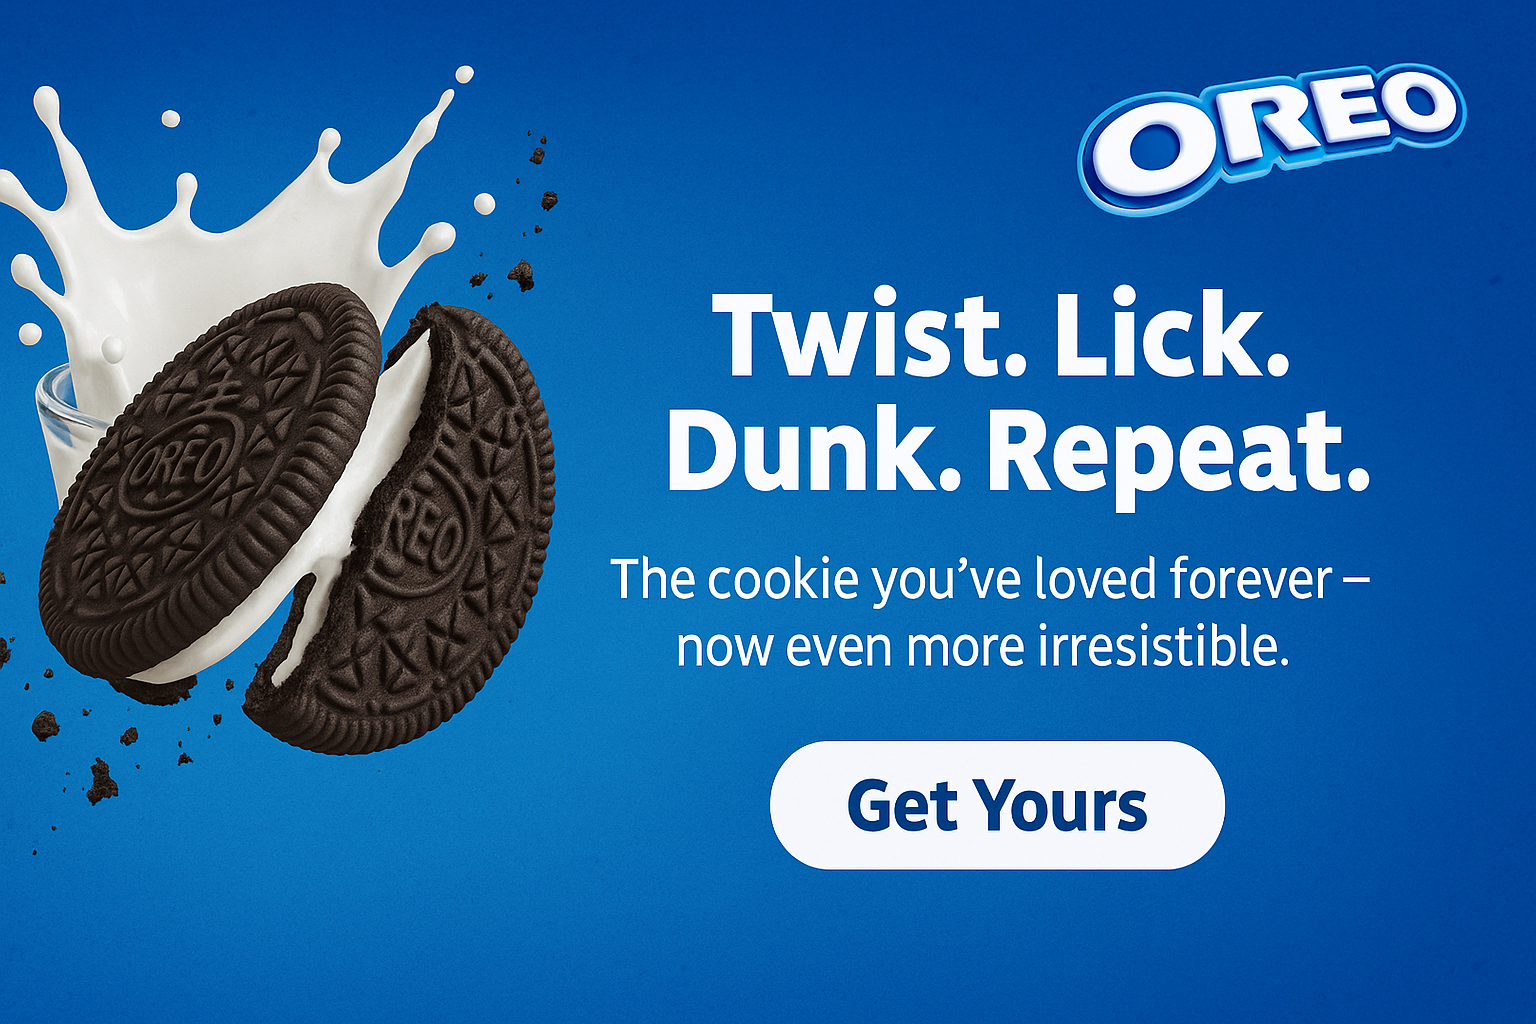 OREO
Twist. Lick.
Dunk. Repeat.
The cookie you’ve loved forever –
now even more irresistible.
Get Yours
OREO
REO